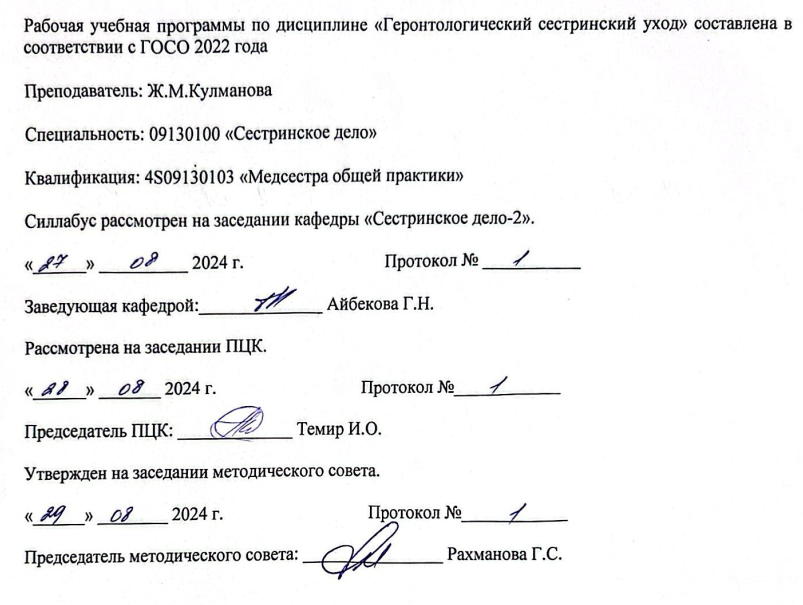 Рабочая учебная программы по дисциплине «Геронтологический сестринский уход» составлена в
соответствии с ГОСО 2022 года
Преподаватель: Ж.М.Кулманова
Специальность: 09130100 «Сестринское дело»
Квалификация: 4S09130103 «Медсестра общей практики»
Силлабус рассмотрен на заседании кафедры «Сестринское дело-2».
«27» 08 2024 г. Протокол № 1
Заведующая кафедрой: Айбекова Г.Н.
Рассмотрена на заседании ПЦК.
«28» 08 2024 г. Протокол № 1
Председатель ПЦК: Темир И.О.
Утвержден на заседании методического совета.
«29» 08 2024 г. Протокол № 1
Председатель методического совета: Рахманова Г.С.